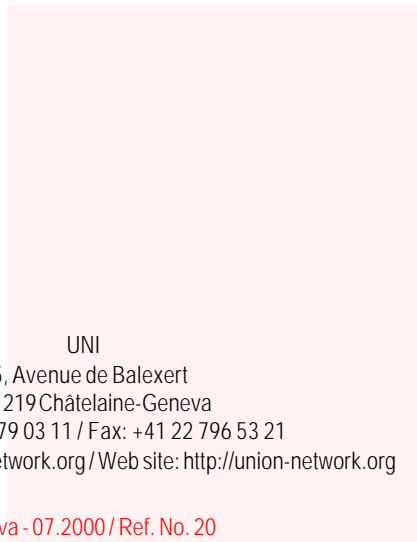 UNI
, Avenue de Balexert
219 Châtelaine-Geneva
79 03 11 / Fax: +41 22 796 53 21
etwork.org / Web site: http://union-network.org
va - 07.2000 / Ref. No. 20